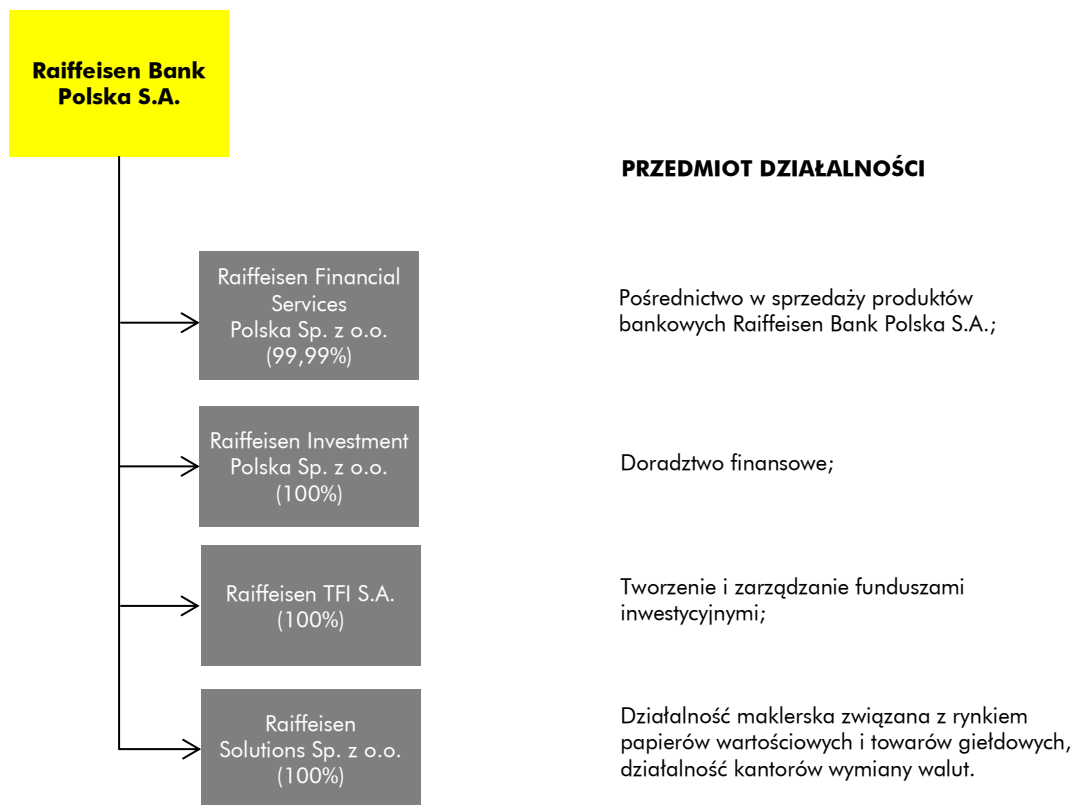 Raiffeisen Bank
Polska S.A.
PRZEDMIOT DZIAŁALNOŚCI
Raiffeisen Financial
Services
Polska Sp. z o.o.
(99,99%)
Pośrednictwo w sprzedaży produktów
bankowych Raiffeisen Bank Polska S.A.;
Raiffeisen Investment
Polska Sp. z o.o.
(100%)
Doradztwo finansowe;
Raiffeisen TFI S.A.
(100%)
Tworzenie i zarządzanie funduszami
inwestycyjnymi;
Raiffeisen
Solutions Sp. z o.o.
(100%)
Działalność maklerska związana z rynkiem
papierów wartościowych i towarów giełdowych,
działalność kantorów wymiany walut.